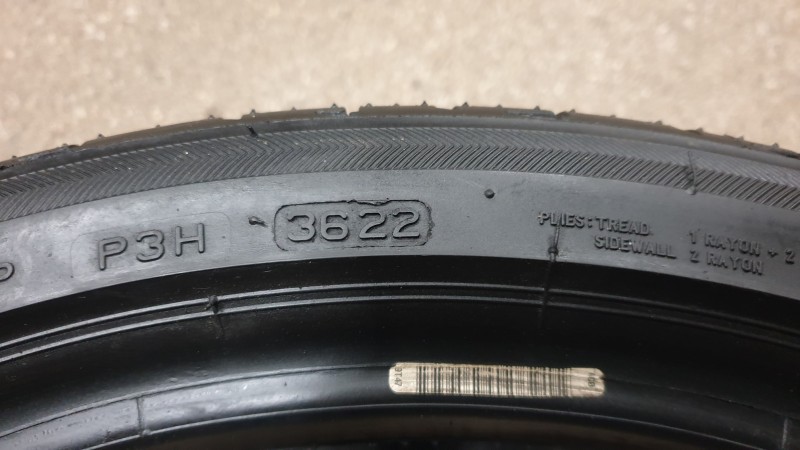 P3H 3622
PLIES: TREAD 1 RAYON + 2
SIDEWALL 2 RAYON